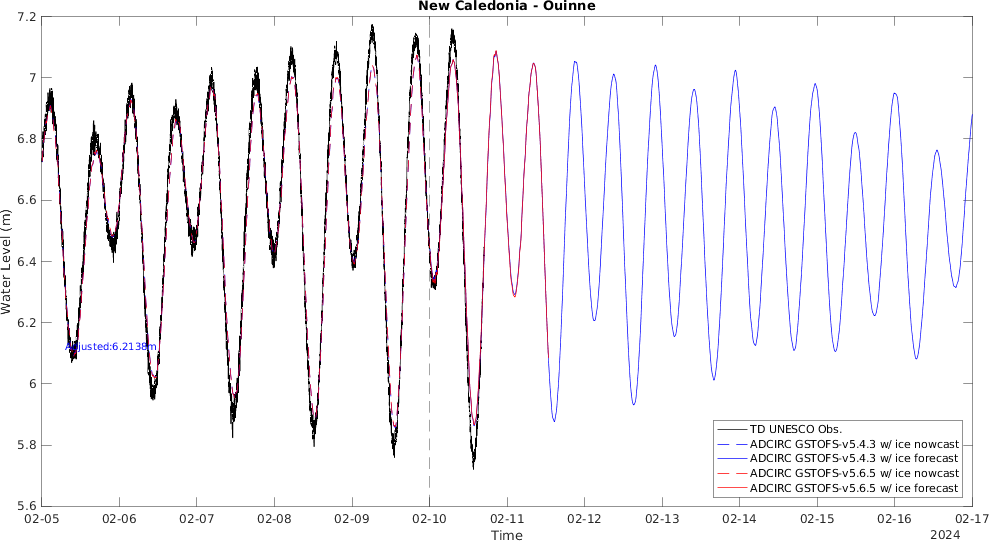 New Caledonia - Ouinne
7.2
7
6.8
6.6
6.4
6.2
6
5.8
5.6
Water Level (m)
Adjusted:6.2138m
TD UNESCO Obs.
ADCIRC GSTOFS-v5.4.3 w/ ice nowcast
ADCIRC GSTOFS-v5.4.3 w/ ice forecast
ADCIRC GSTOFS-v5.6.5 w/ ice nowcast
ADCIRC GSTOFS-v5.6.5 w/ ice forecast
02-05 02-06 02-07 02-08 02-09 02-10 02-11 02-12 02-13 02-14 02-15 02-16 02-17
Time
2024